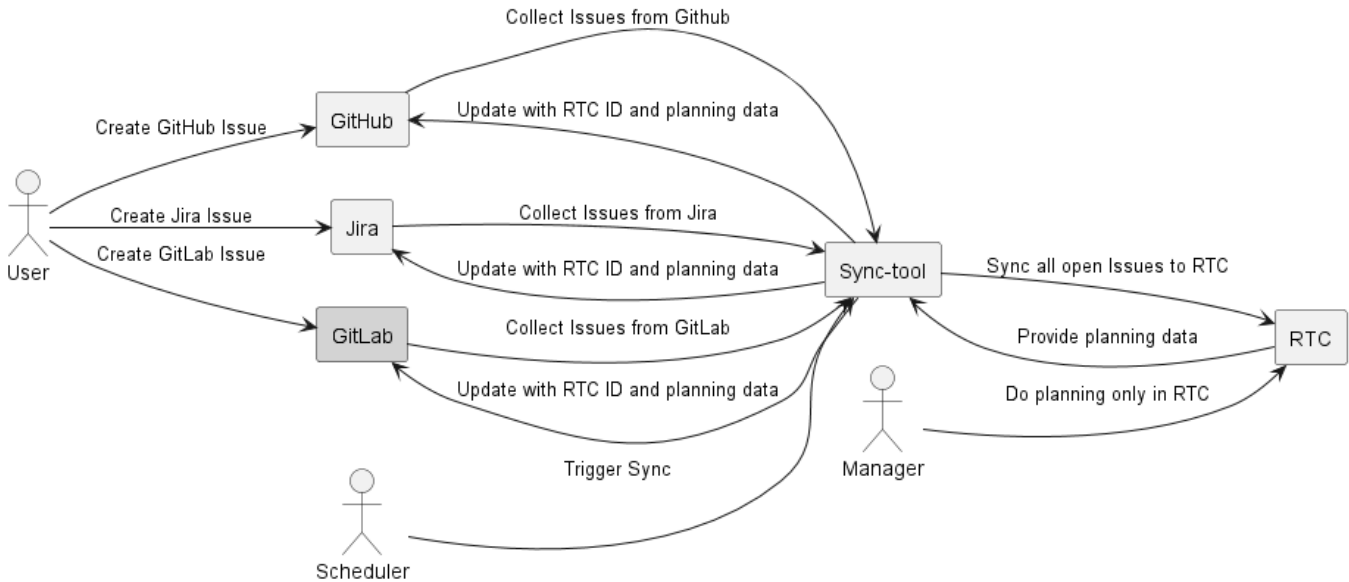 Collect Issues from Github
Update with RTC ID and planning data
GitHub
Create GitHub Issue
Create Jira Issue
Collect Issues from Jira
Jira
Create GitLab Issue
User
Update with RTC ID and planning data
Sync-tool
Sync all open Issues to RTC
Collect Issues from GitLab
GitLab
Provide planning data
RTC
Update with RTC ID and planning data
Do planning only in RTC
Trigger Sync
Manager
Scheduler